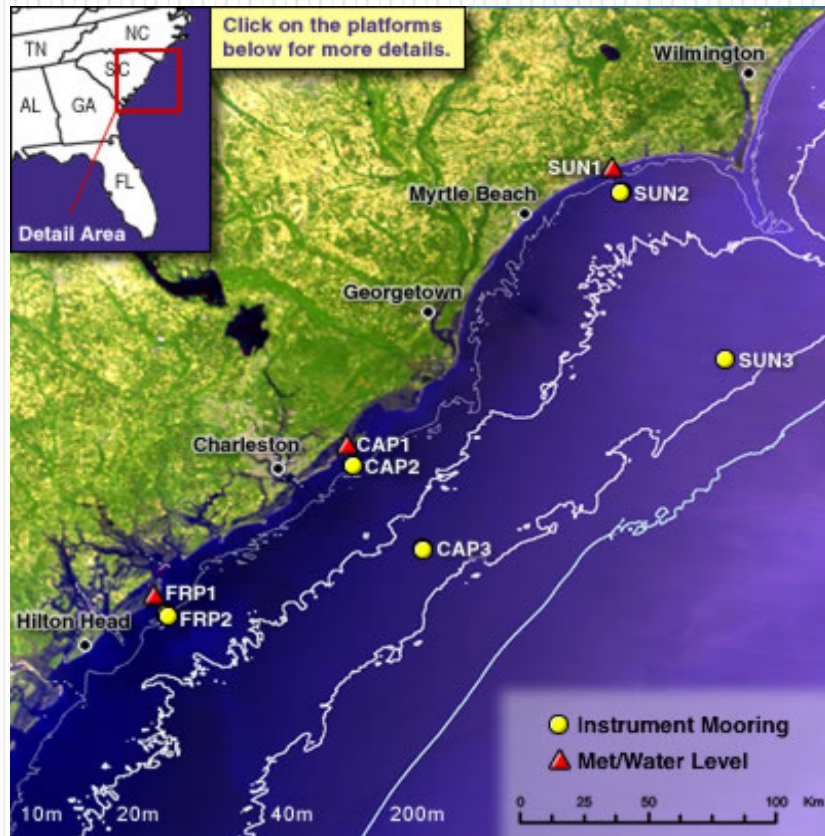 Click on the platforms
below for more details.
TN
NC
SC
AL
GA
FL
Detail Area
Wilmington
SUN1
SUN2
Myrtle Beach
Georgetown
SUN3
Charleston
CAP1
CAP2
CAP3
FRP1
FRP2
Hilton Head
Instrument Mooring
Met/Water Level
10m
20m
40m
200m
0 25 50 75 100 Km